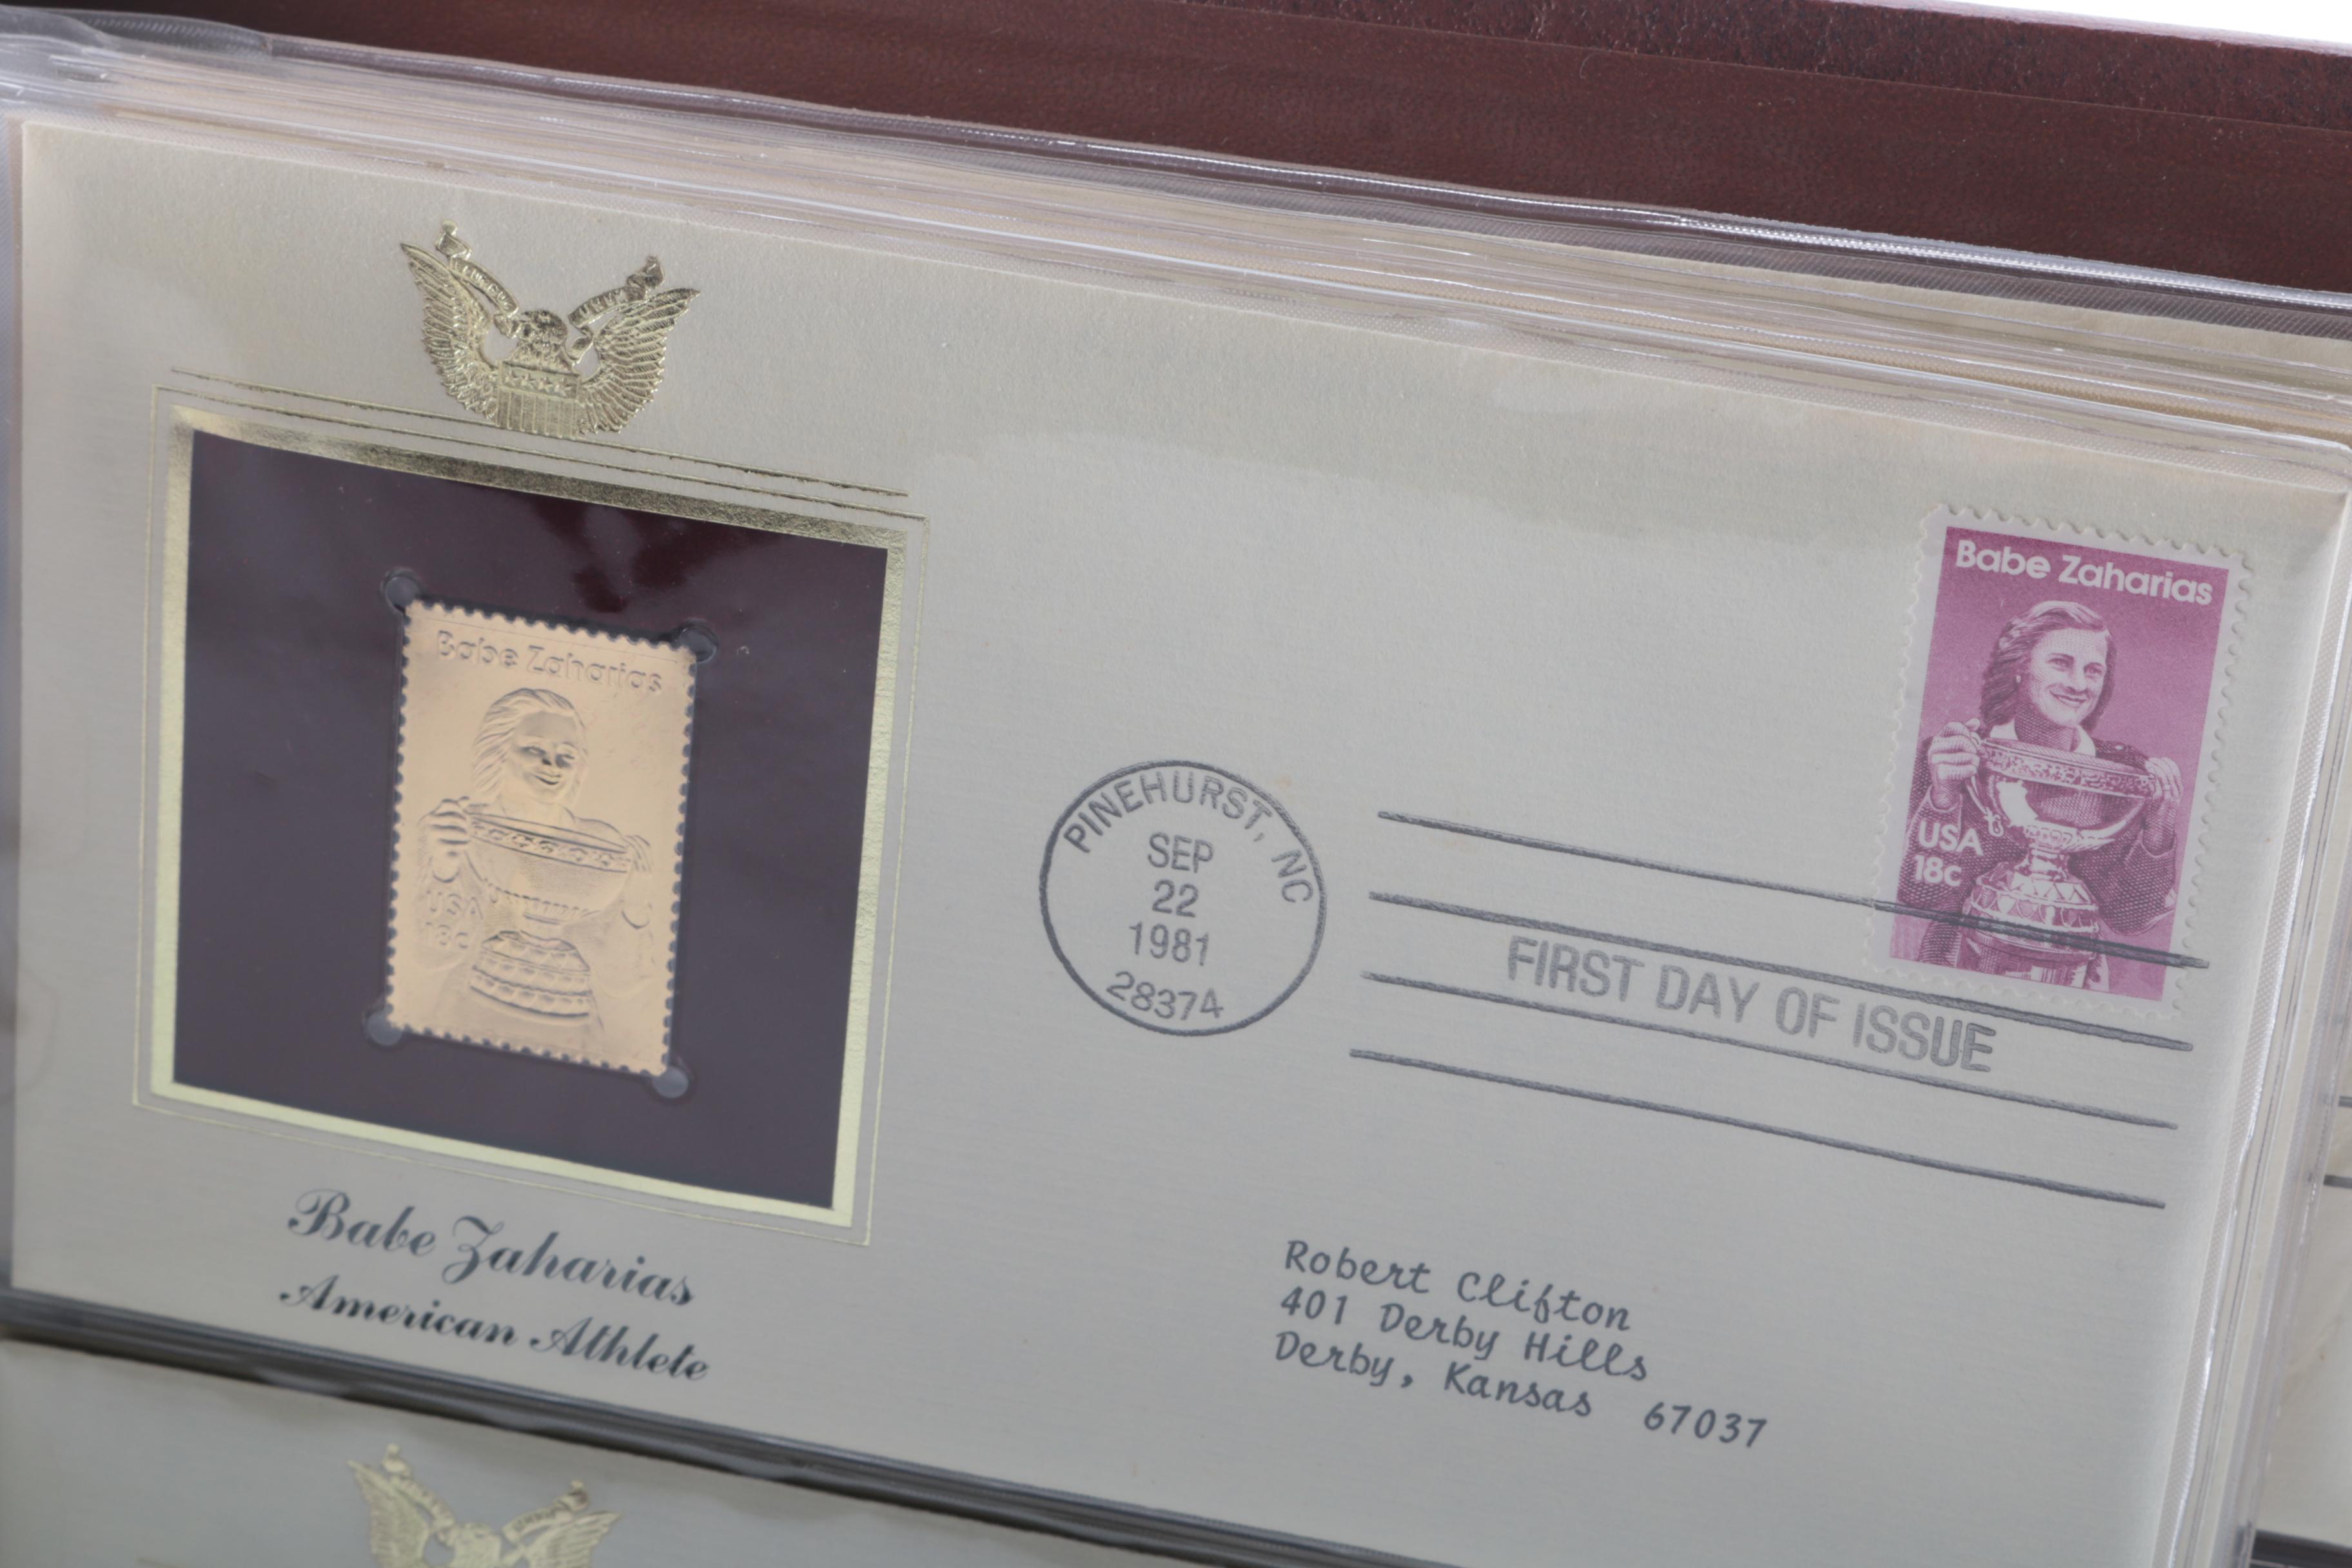 Babe Zaharias
USA
18c
Babe Zaharias
American Athlete
PINEHURST, NC
SEP
22
1981
28374
FIRST DAY OF ISSUE
Babe Zaharias
USA
18c
Robert Clifton
401 Derby Hills
Derby, Kansas 67037